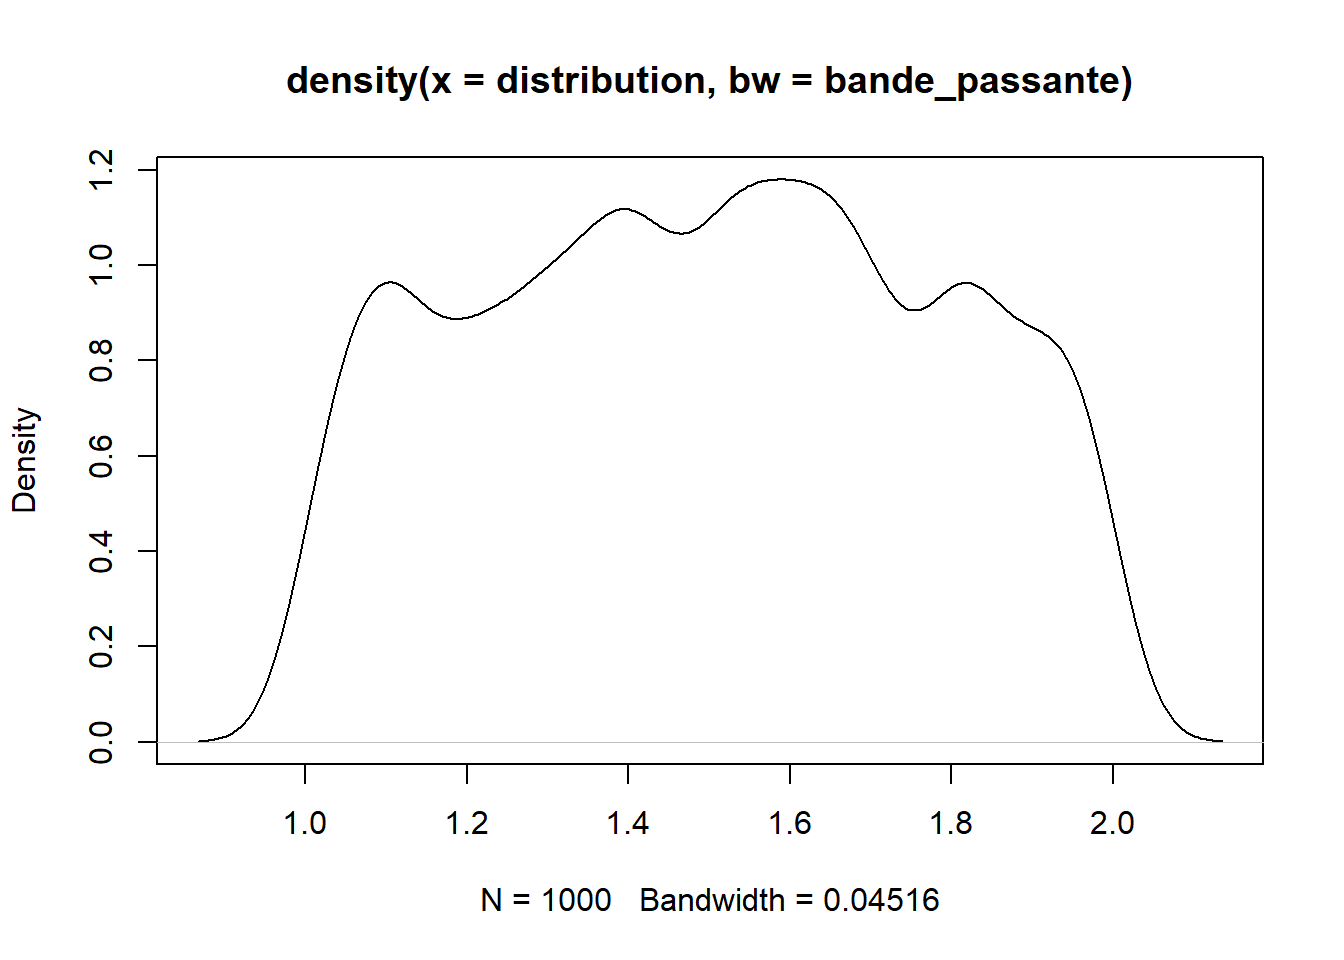 density(x = distribution, bw = bande_passante)
Density
1.2
1.0
0.8
0.6
0.4
0.2
0.0
1.0 1.2 1.4 1.6 1.8 2.0
N = 1000 Bandwidth = 0.04516